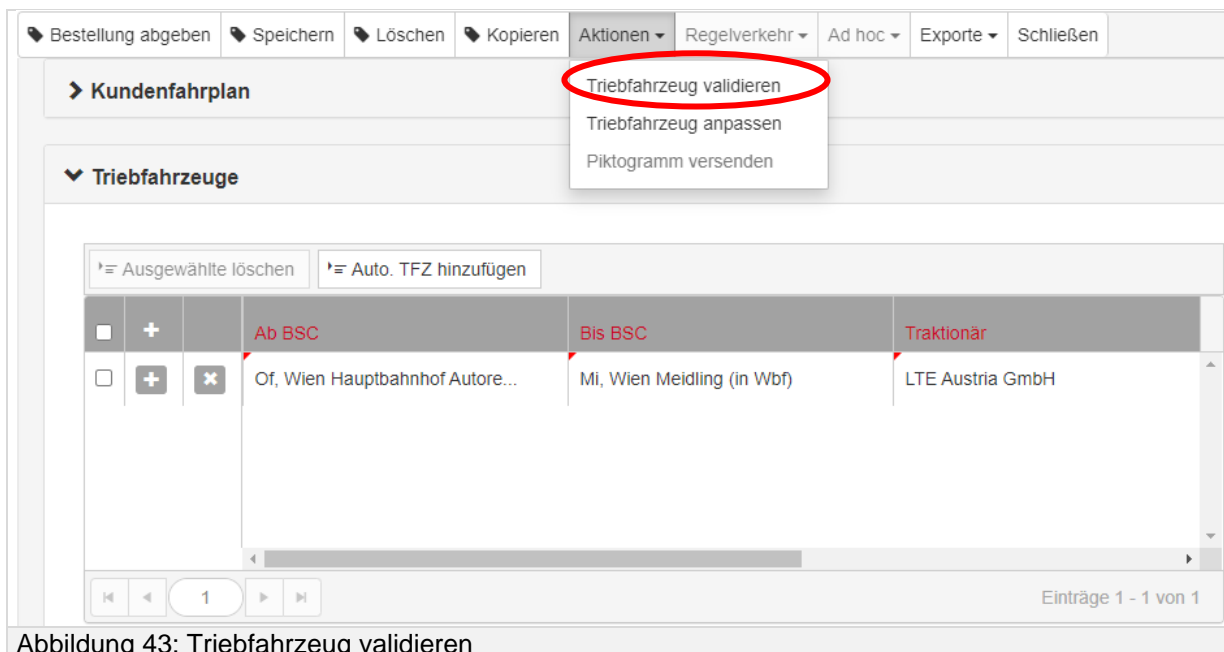 Bestellung abgeben Speichern Löschen Kopieren Aktionen Regelverkehr Ad hoc Exporte Schließen
Triebfahrzeug validieren
Kundenfahrplan
Triebfahrzeug anpassen
Piktogramm versenden
Triebfahrzeuge
Ausgewählte löschen Auto. TFZ hinzufügen
Ab BSC Bis BSC Traktionär
Of, Wien Hauptbahnhof Autore... Mi, Wien Meidling (in Wbf) LTE Austria GmbH
1 Einträge 1 - 1 von 1
Abbildung 43: Triebfahrzeug validieren